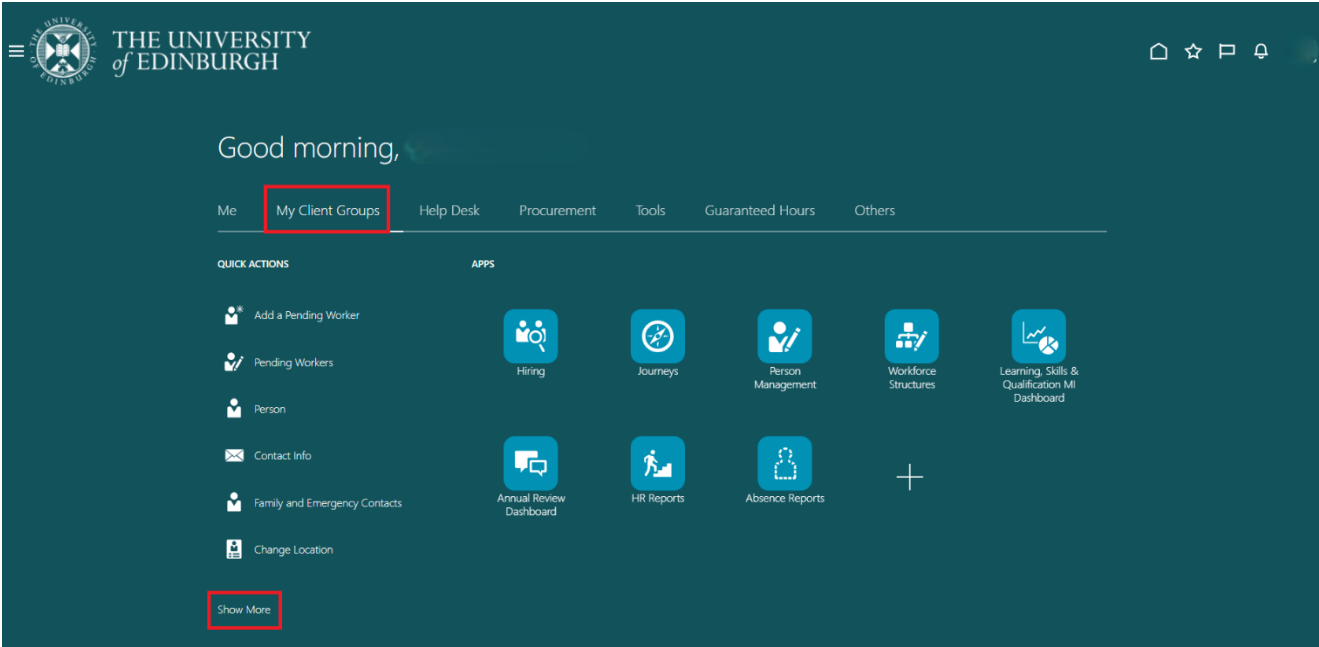 THE UNIVERSITY
of EDINBURGH
Good morning,
Me
My Client Groups
Help Desk
Procurement
Tools
Guaranteed Hours
Others
QUICK ACTIONS
Add a Pending Worker
Pending Workers
Person
Contact Info
Family and Emergency Contacts
Change Location
Show More
APPS
Hiring
Journeys
Person
Management
Workforce
Structures
Learning, Skills &
Qualification MI
Dashboard
Annual Review
Dashboard
HR Reports
Absence Reports